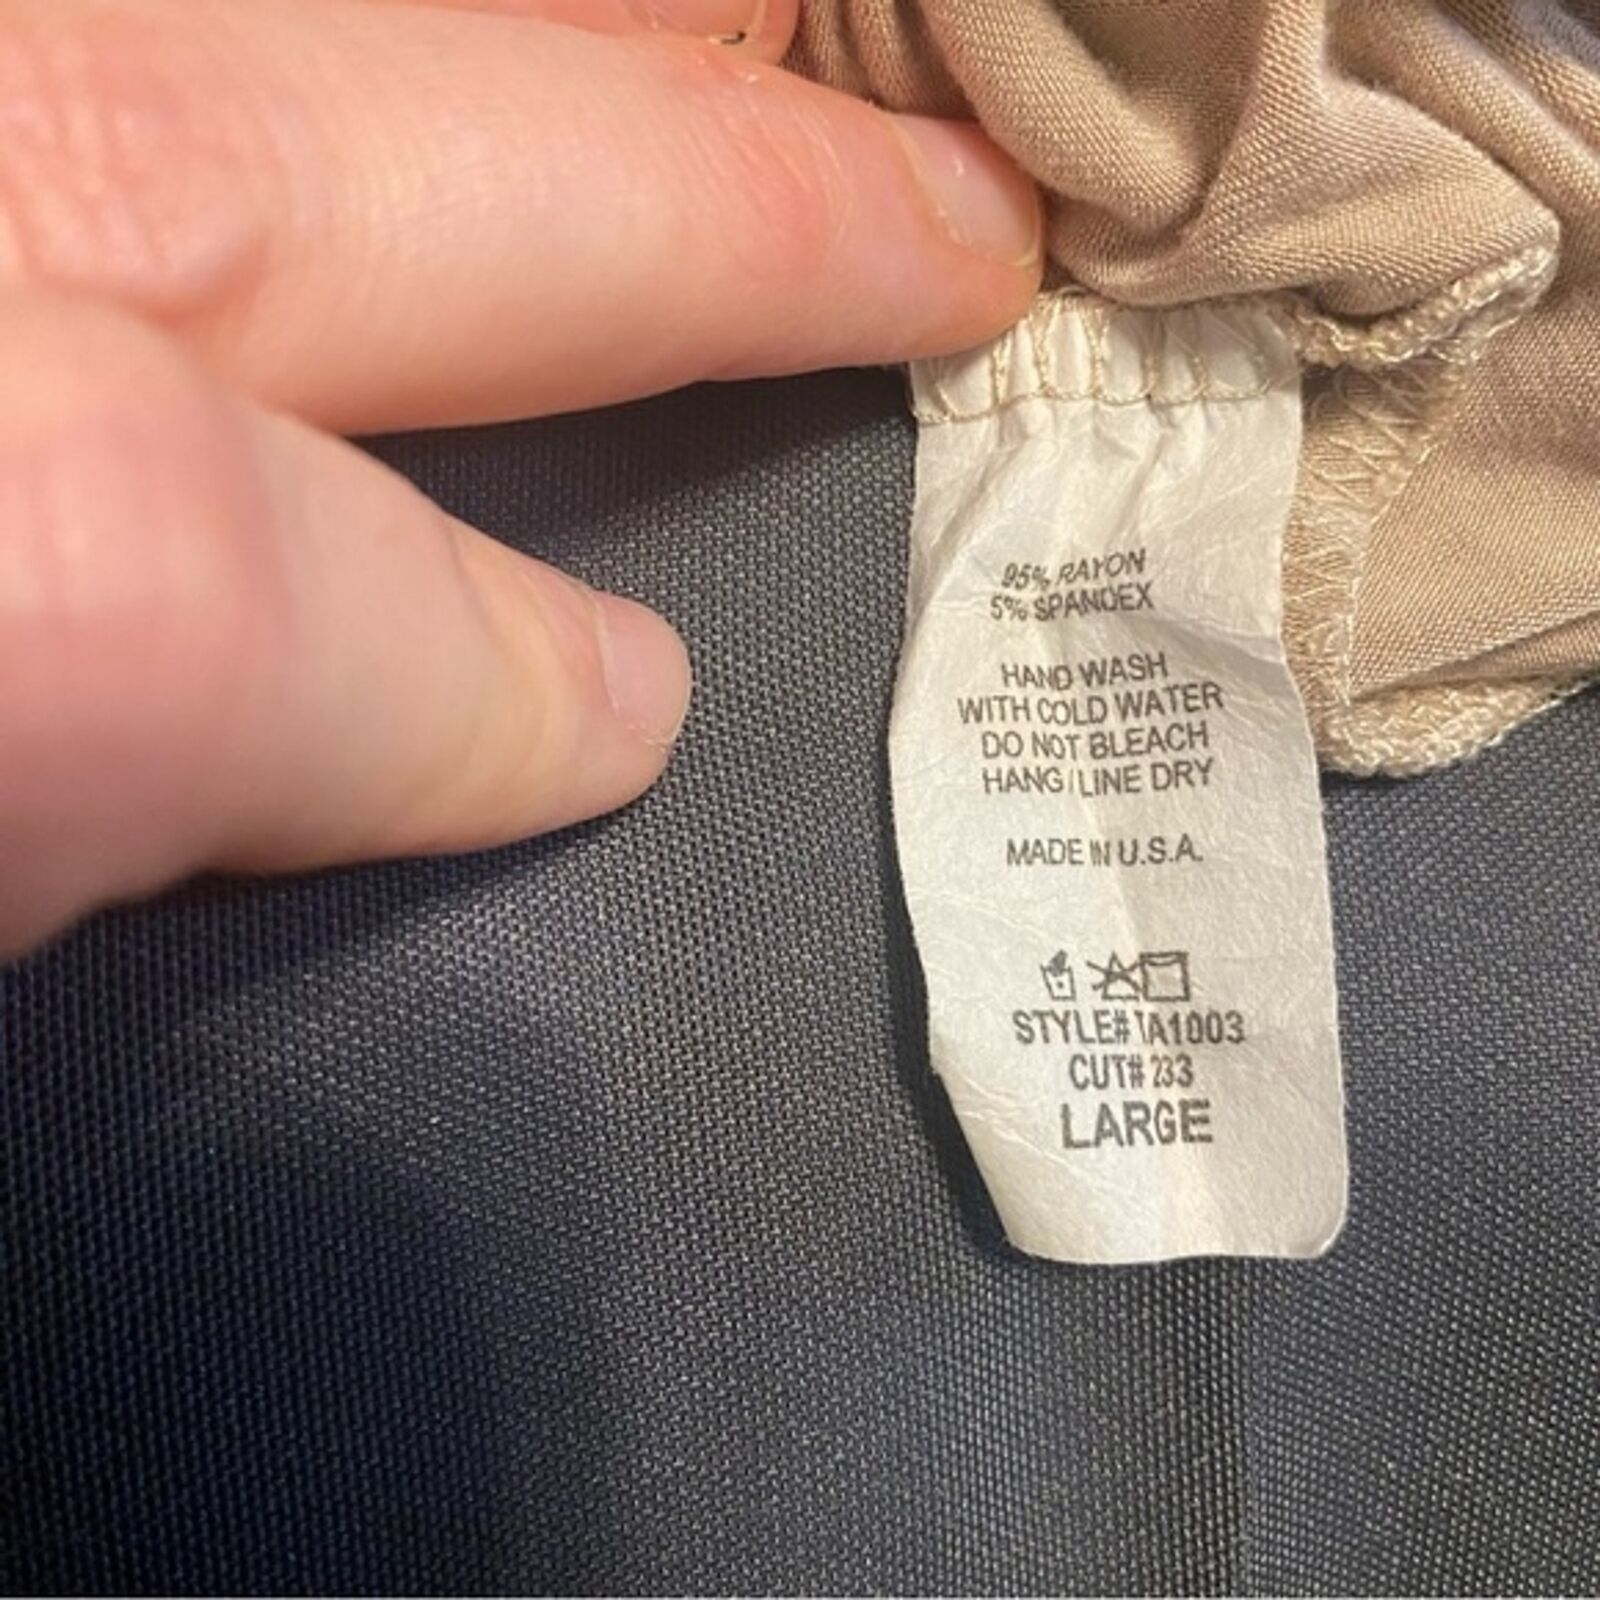 95% RAYON
5% SPANDEX
HAND WASH
WITH COLD WATER
DO NOT BLEACH
HANG/LINE DRY
MADE IN U.S.A.
STYLE# TA1003
CUT# 233
LARGE